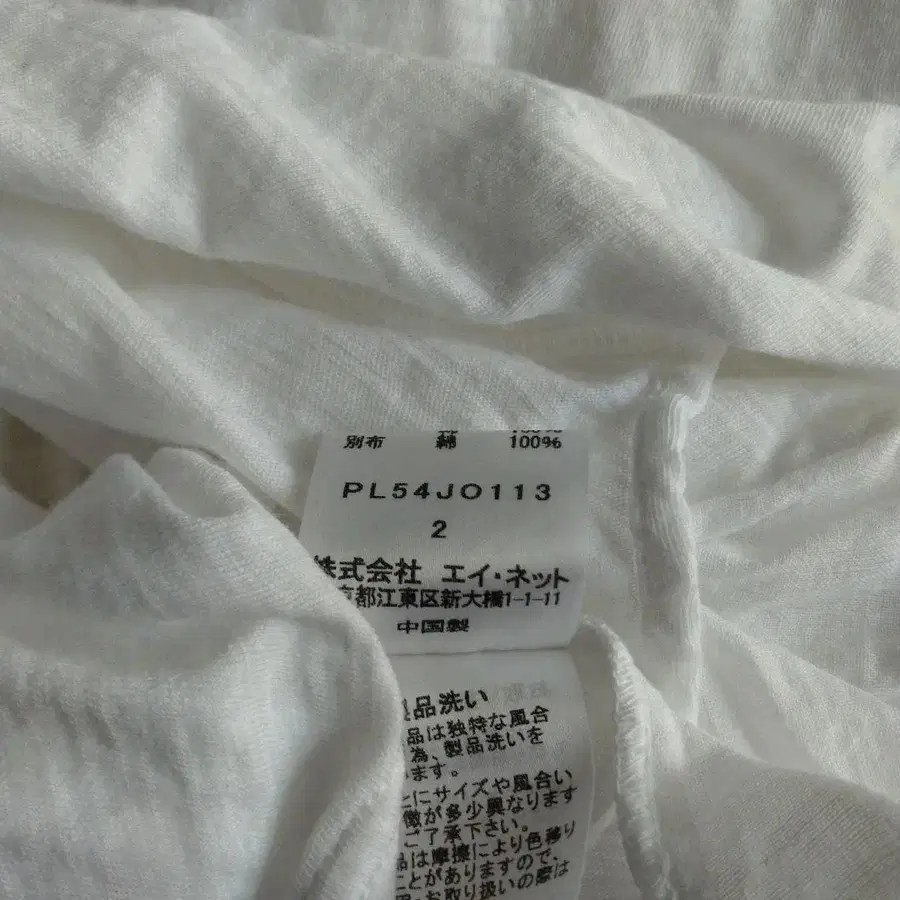 別布 綿 100%
PL54JO113
2
株式会社 エイ・ネット
京都江東区新大橋1-1-11
中国製
製品洗い
品は独特な風合
為、製品洗いを
います。
とにサイズや風合い
徴が多少異なります
ご了承下さい。
品は摩擦により色移り
ことがありますので、
お取り扱いの際は